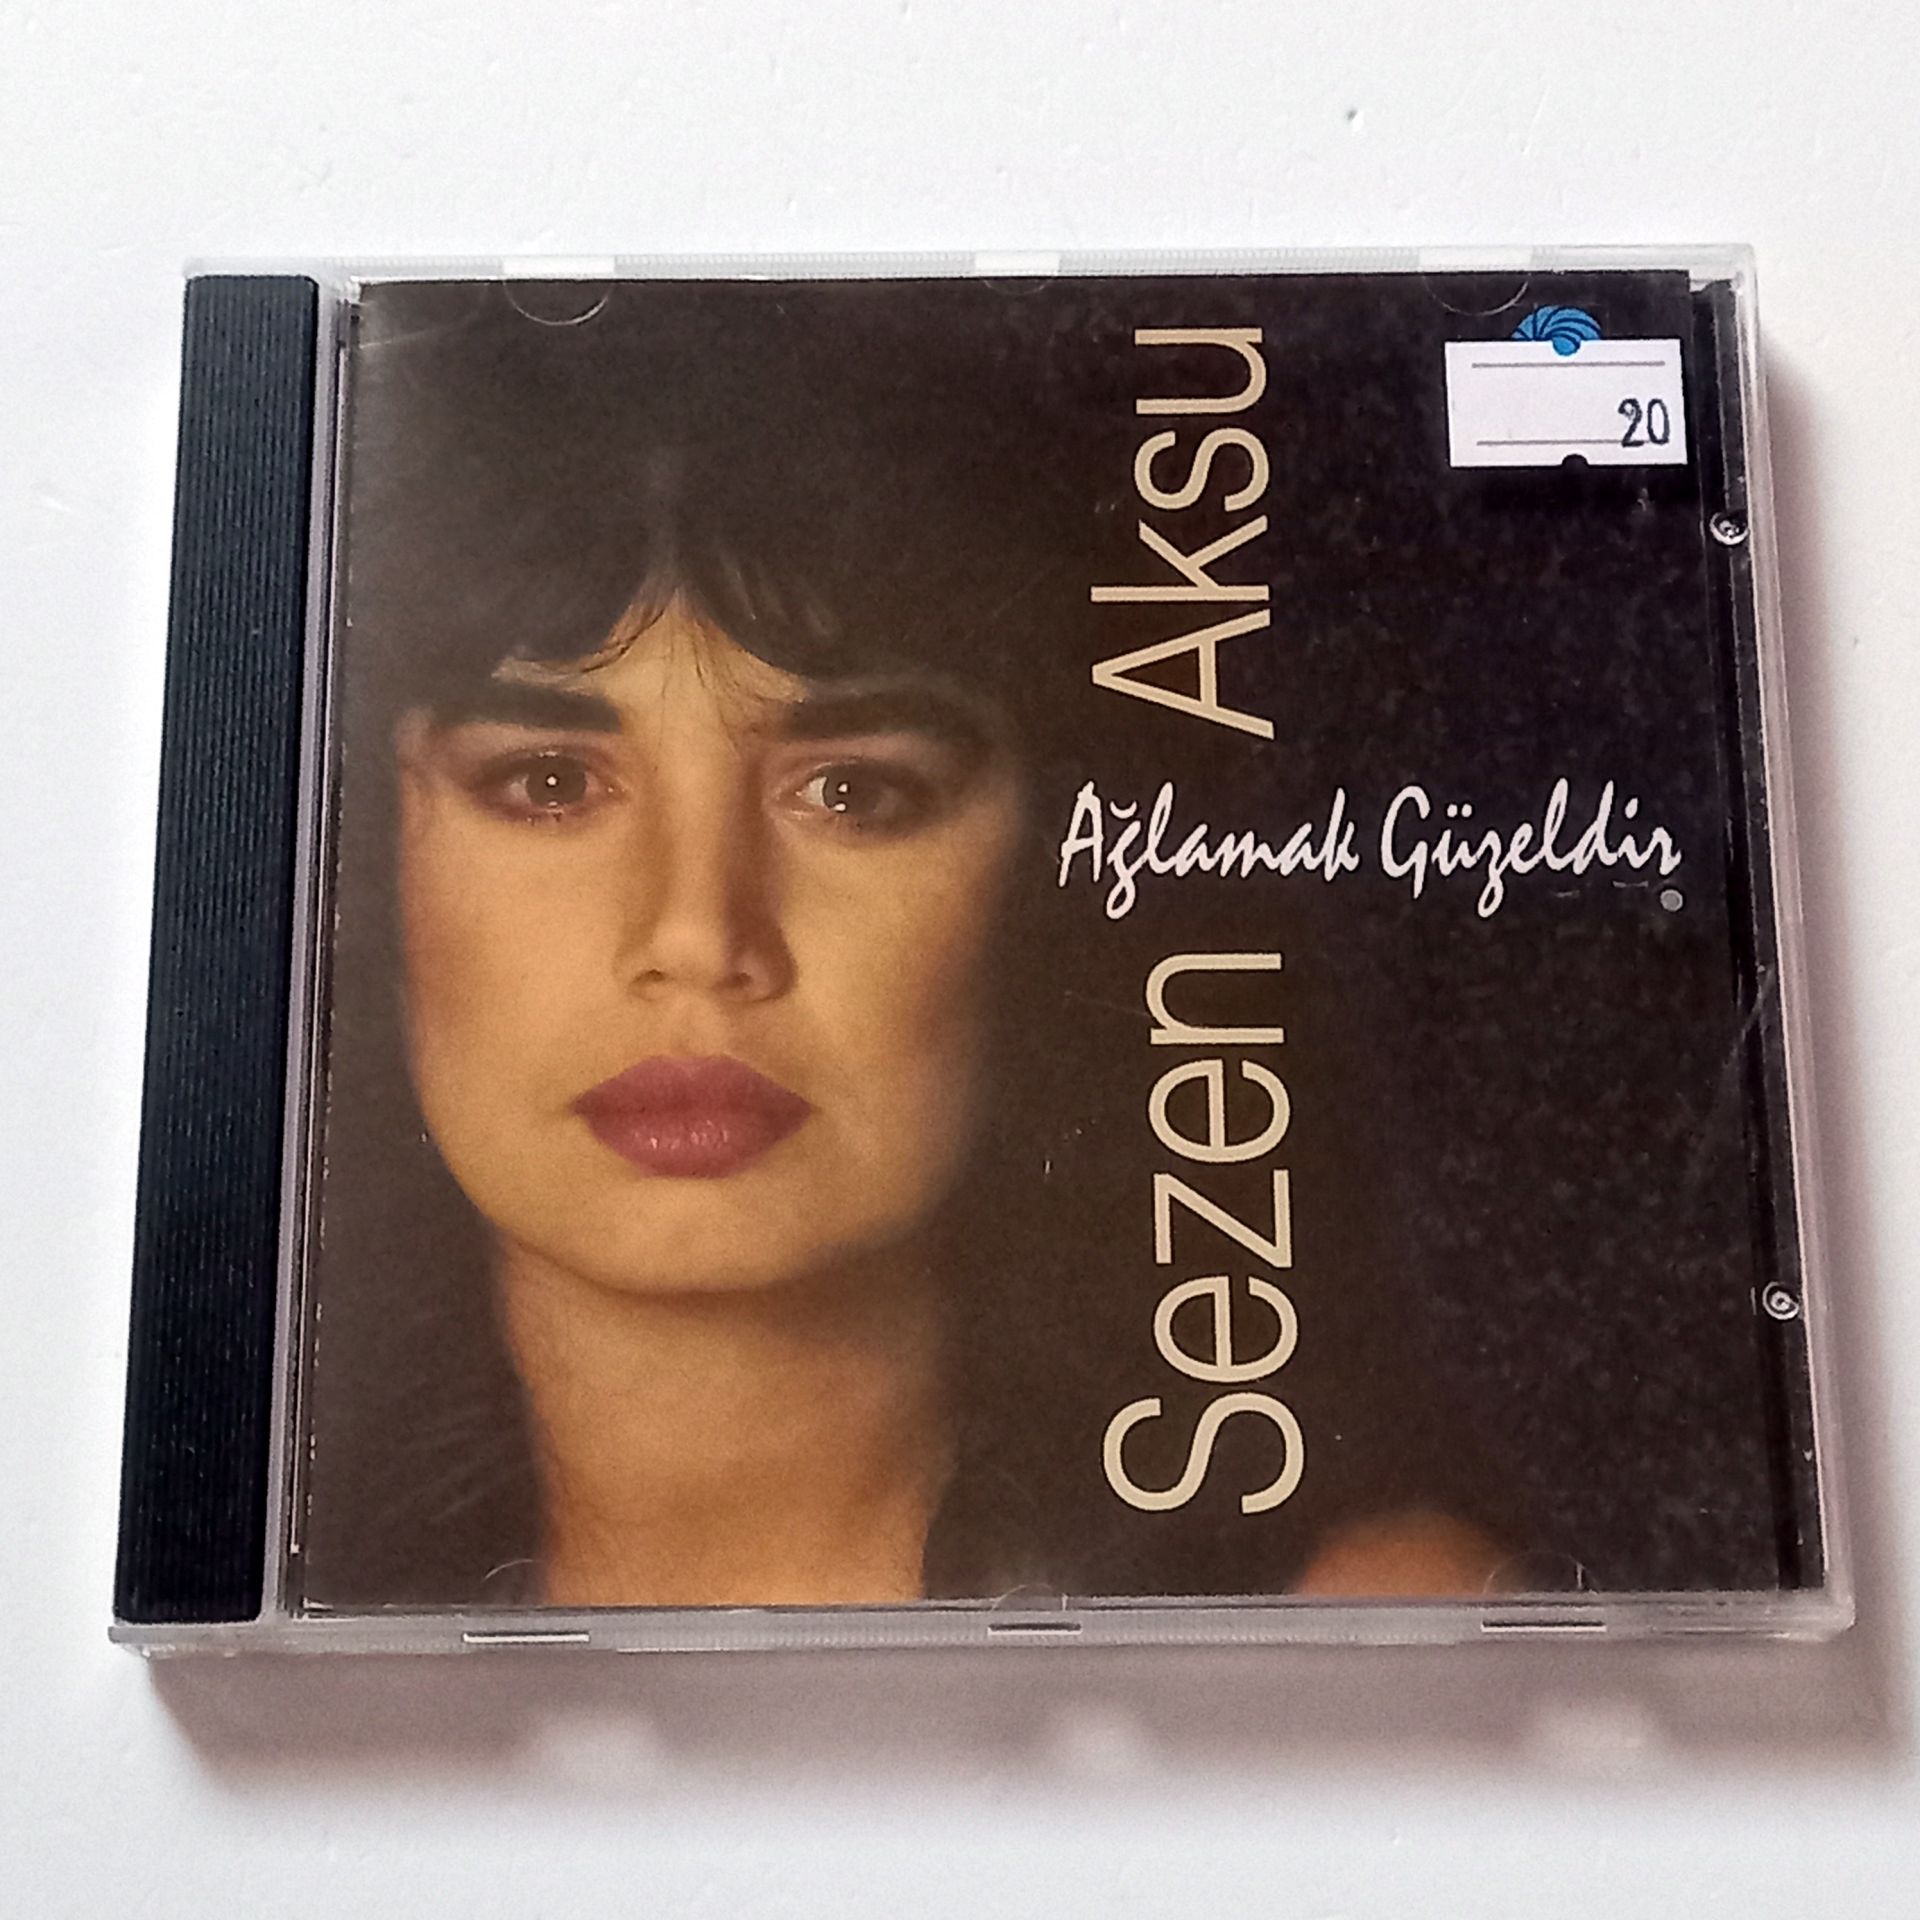 Sezen Aksu
Ağlamak Güzeldir
20